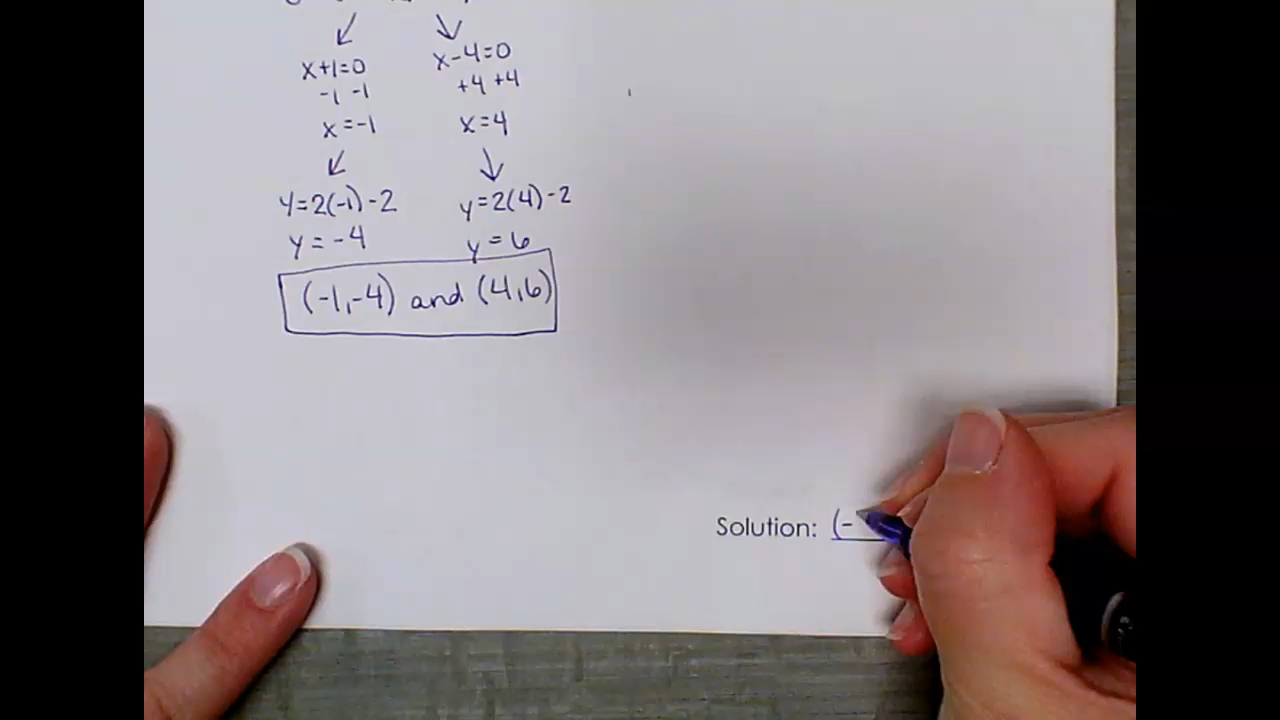 x+1=0 x-4=0
-1 -1 +4 +4
x=-1 x=4
y=2(-1)-2 y=2(4)-2
y=-4 y=6
(-1,-4) and (4,6)
Solution: (-